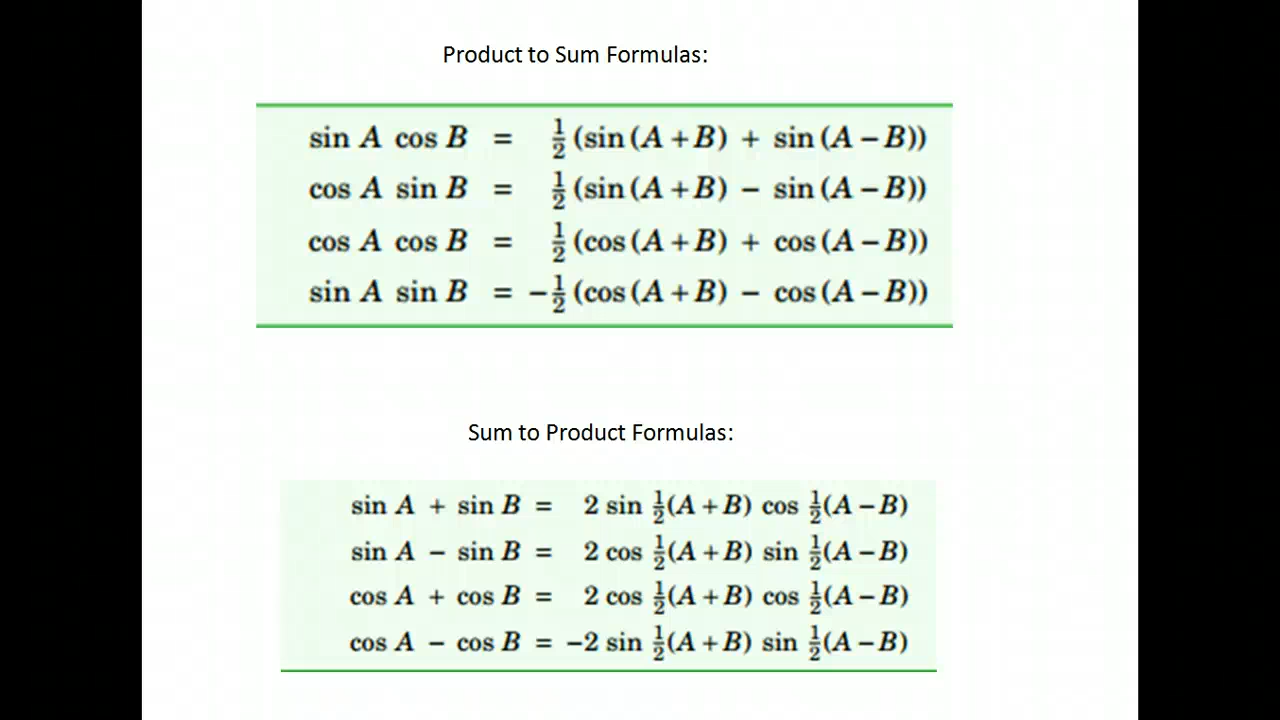 Product to Sum Formulas:
sin A cos B = ½ (sin (A + B) + sin (A − B))
cos A sin B = ½ (sin (A + B) − sin (A − B))
cos A cos B = ½ (cos (A + B) + cos (A − B))
sin A sin B = −½ (cos (A + B) − cos (A − B))
Sum to Product Formulas:
sin A + sin B = 2 sin ½(A + B) cos ½(A − B)
sin A − sin B = 2 cos ½(A + B) sin ½(A − B)
cos A + cos B = 2 cos ½(A + B) cos ½(A − B)
cos A − cos B = −2 sin ½(A + B) sin ½(A − B)